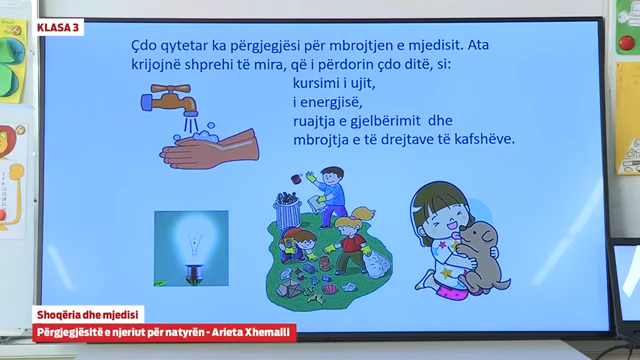 KLASA 3
Çdo qytetar ka përgjegjësi për mbrojtjen e mjedisit. Ata
krijojnë shprehi të mira, që i përdorin çdo ditë, si:
kursimi i ujit,
i energjisë,
ruajtja e gjelbërimit dhe
mbrojtja e të drejtave të kafshëve.
Shoqëria dhe mjedisi
Përgjegjësitë e njeriut për natyrën - Arieta Xhemaili